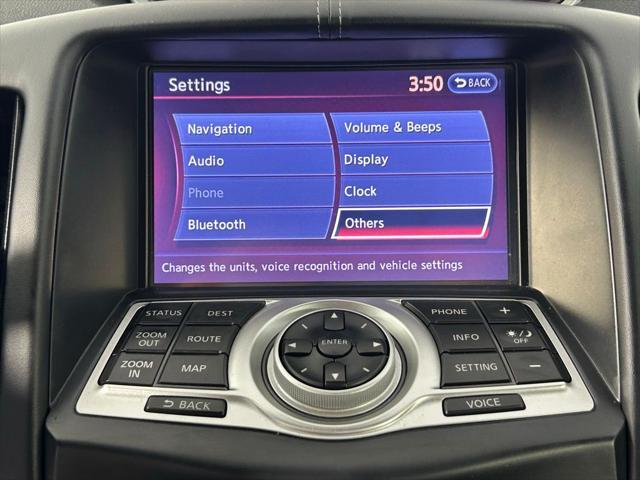 Settings 3:50 BACK
Navigation Volume & Beeps
Audio Display
Phone Clock
Bluetooth Others
Changes the units, voice recognition and vehicle settings
STATUS DEST PHONE +
ZOOM OUT ROUTE ENTER INFO OFF
ZOOM IN MAP SETTING −
BACK VOICE